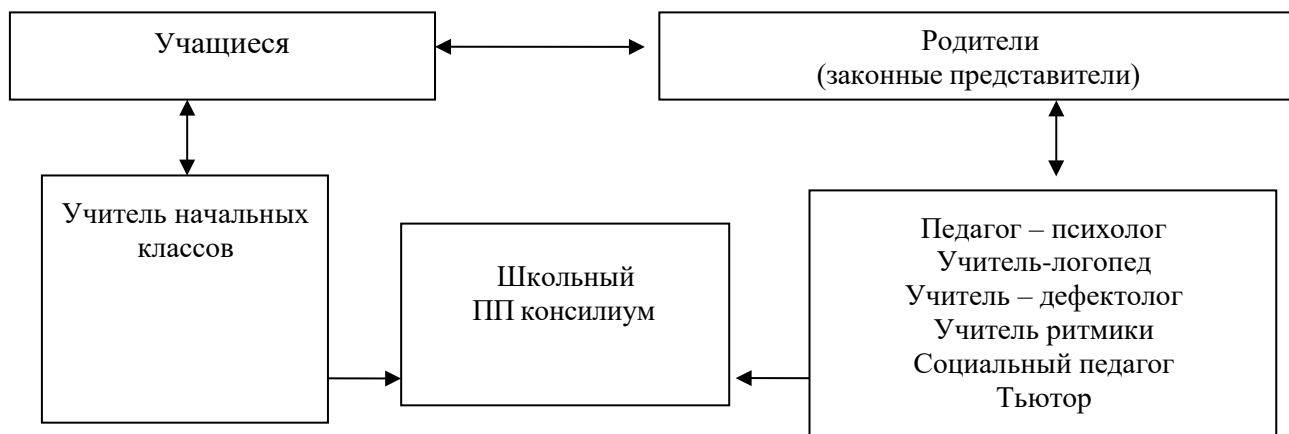 Учащиеся
Родители
(законные представители)
Учитель начальных
классов
Школьный
ПП консилиум
Педагог – психолог
Учитель-логопед
Учитель – дефектолог
Учитель ритмики
Социальный педагог
Тьютор